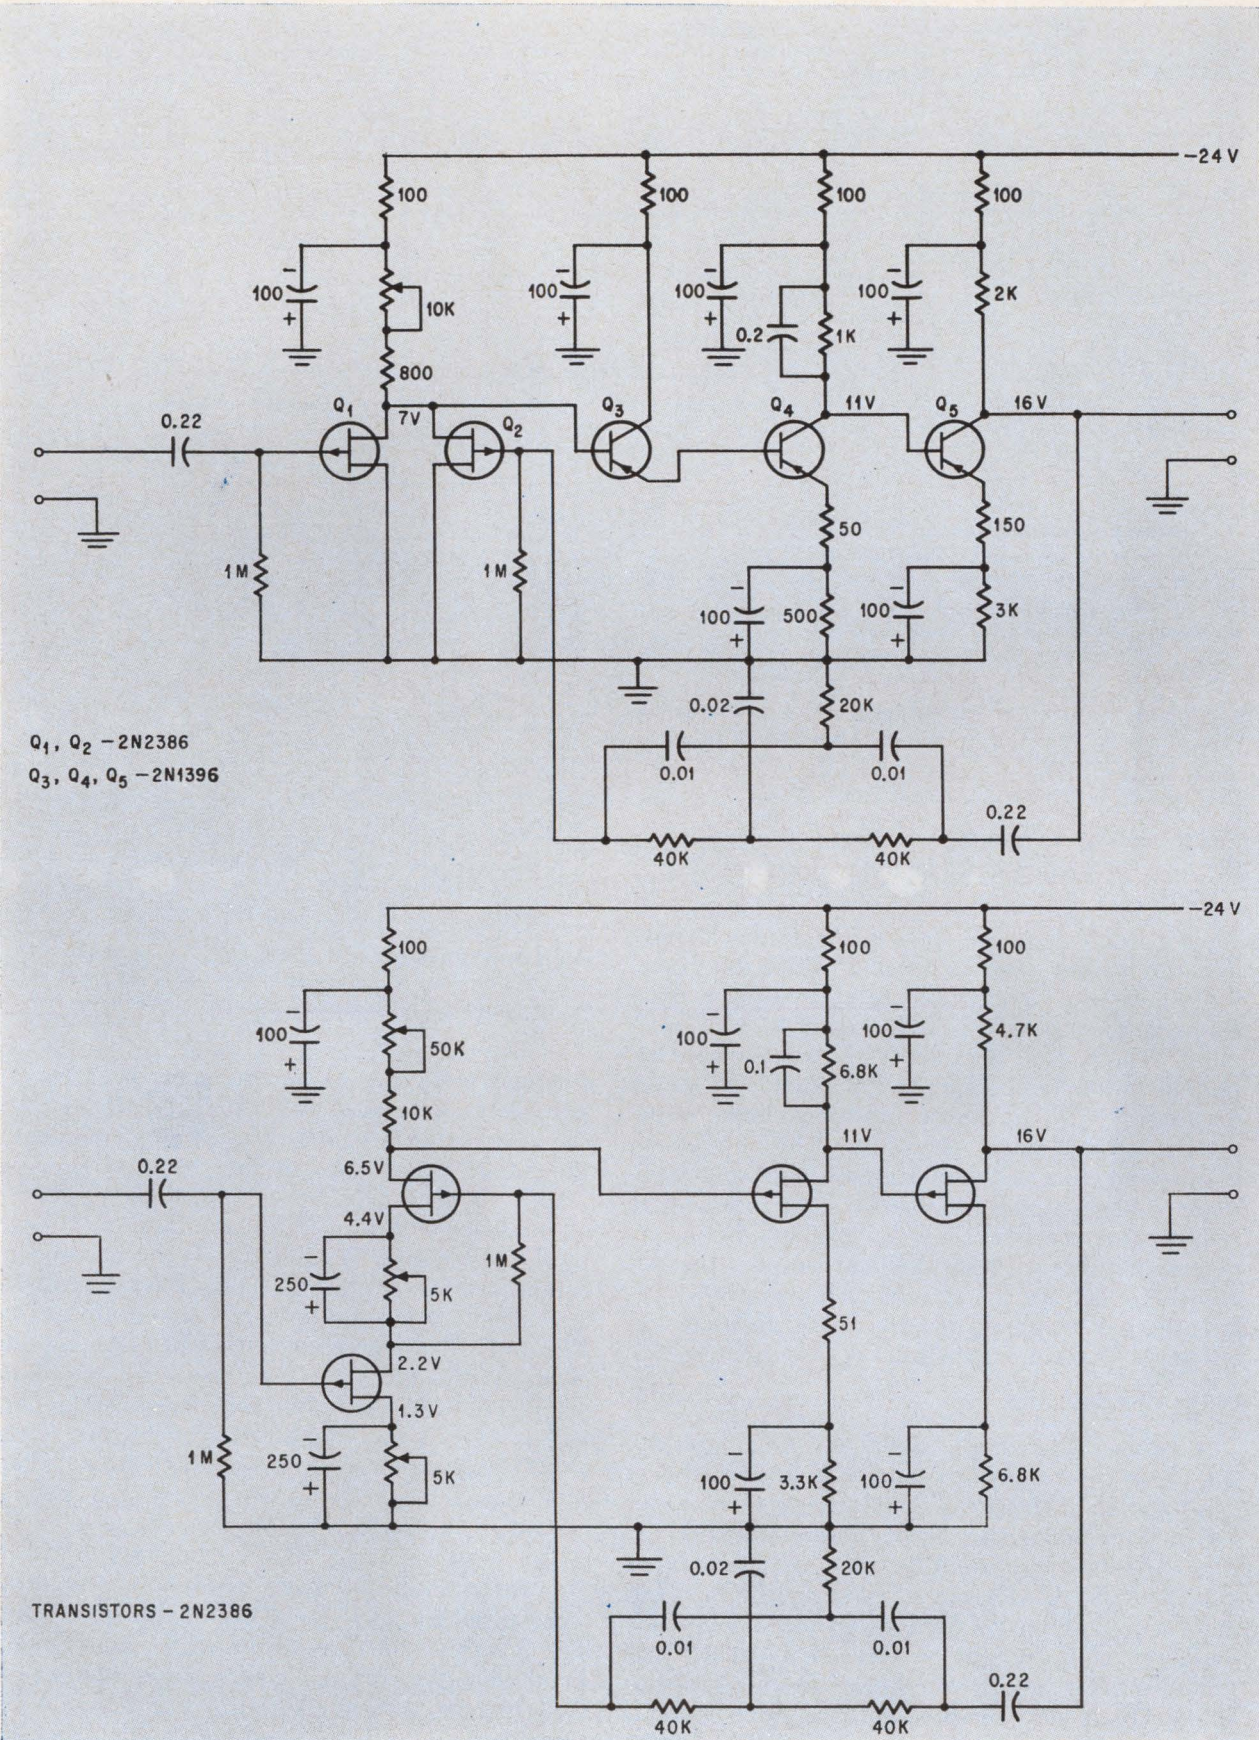 -24 V
100
100
100
100
-
100
+
10K
-
100
+
-
100
+
0.2
1K
-
100
+
2K
800
Q1
7V
Q2
Q3
Q4
11V
Q5
16V
0.22
1M
1M
50
150
-
100
+
500
-
100
+
3K
0.02
20K
0.01
0.01
0.22
40K
40K
Q1, Q2 - 2N2386
Q3, Q4, Q5 - 2N1396
-24 V
100
100
100
-
100
+
50K
-
100
+
0.1
6.8K
-
100
+
4.7K
10K
6.5V
11V
16V
0.22
4.4V
-
250
+
5K
1M
51
2.2V
1.3V
1M
-
250
+
5K
-
100
+
3.3K
-
100
+
6.8K
0.02
20K
0.01
0.01
0.22
40K
40K
TRANSISTORS - 2N2386